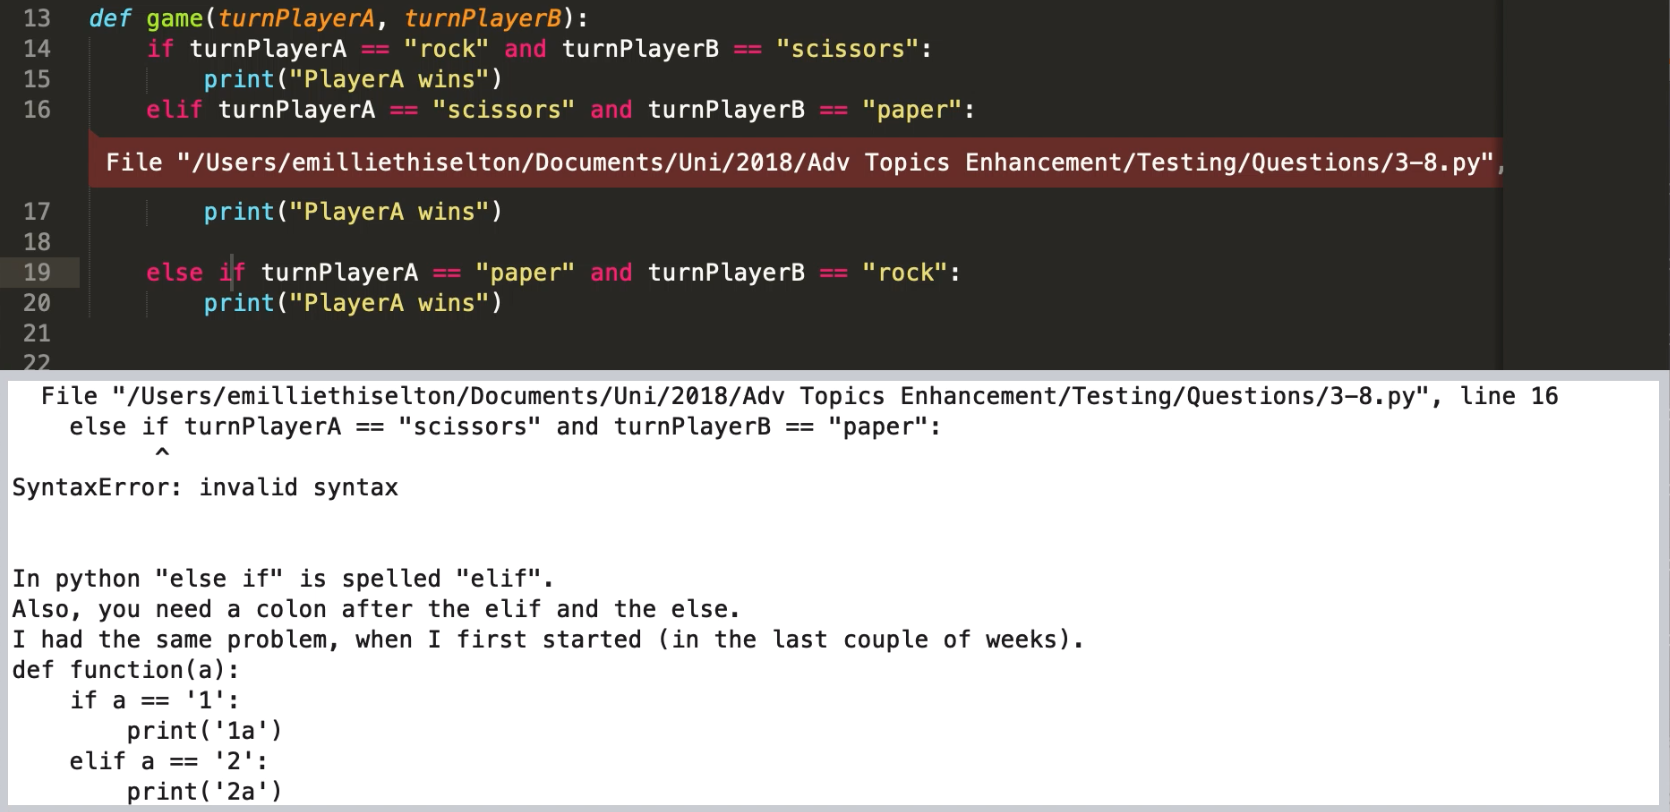 13 def game(turnPlayerA, turnPlayerB):
14 if turnPlayerA == "rock" and turnPlayerB == "scissors":
15 print("PlayerA wins")
16 elif turnPlayerA == "scissors" and turnPlayerB == "paper":
File "/Users/emilliethiselton/Documents/Uni/2018/Adv Topics Enhancement/Testing/Questions/3-8.py",
17 print("PlayerA wins")
18
19 else if turnPlayerA == "paper" and turnPlayerB == "rock":
20 print("PlayerA wins")
21
22
File "/Users/emilliethiselton/Documents/Uni/2018/Adv Topics Enhancement/Testing/Questions/3-8.py", line 16
else if turnPlayerA == "scissors" and turnPlayerB == "paper":
^
SyntaxError: invalid syntax
In python "else if" is spelled "elif".
Also, you need a colon after the elif and the else.
I had the same problem, when I first started (in the last couple of weeks).
def function(a):
if a == '1':
print('1a')
elif a == '2':
print('2a')